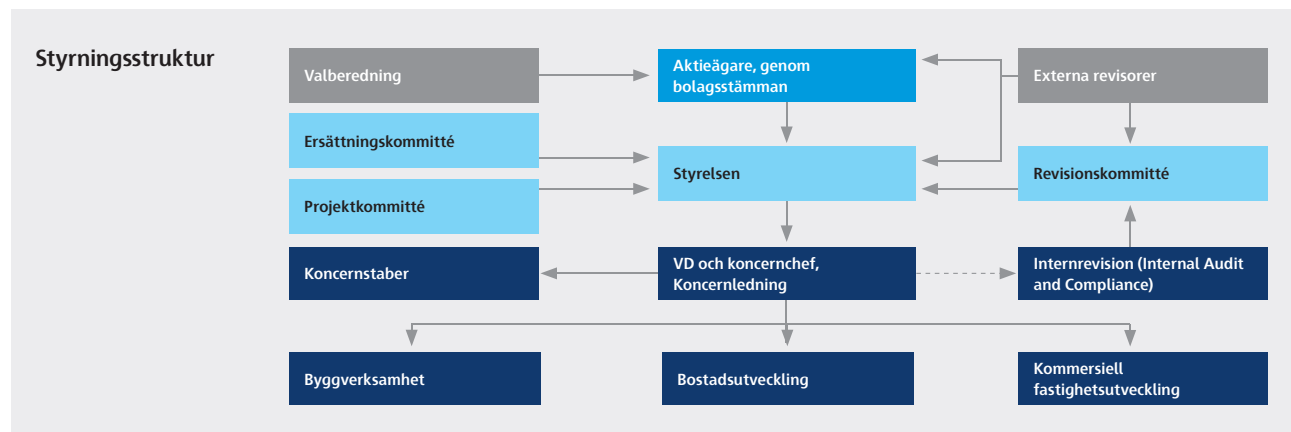 Styrningsstruktur
Valberedning
Aktieägare, genom
bolagsstämman
Externa revisorer
Ersättningskommitté
Styrelsen
Revisionskommitté
Projektkommitté
Koncernstaber
VD och koncernchef,
Koncernledning
Internrevision (Internal Audit
and Compliance)
Byggverksamhet
Bostadsutveckling
Kommersiell
fastighetsutveckling